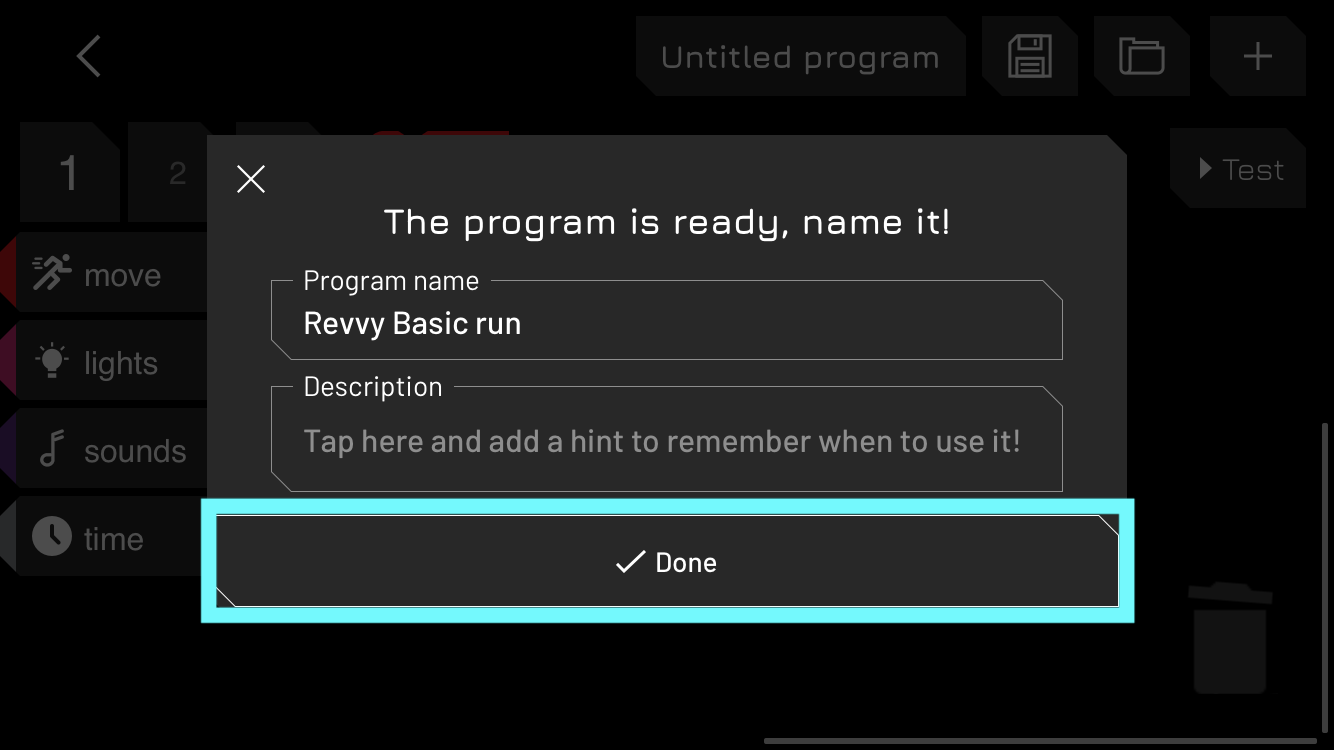 Untitled program
1
2
Test
The program is ready, name it!
Program name
Revvy Basic run
Description
Tap here and add a hint to remember when to use it!
Done
move
lights
sounds
time